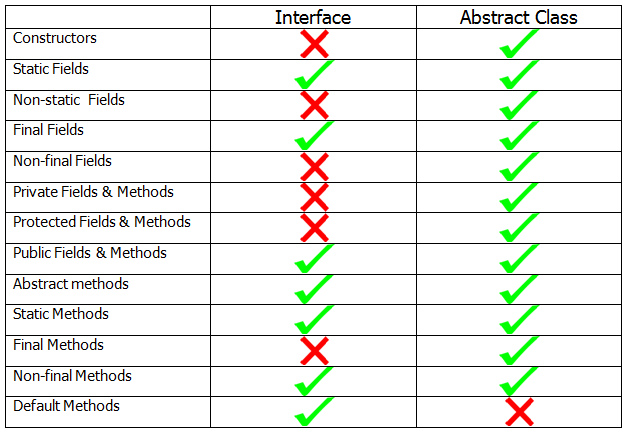 Interface Abstract Class
Constructors
Static Fields
Non-static Fields
Final Fields
Non-final Fields
Private Fields & Methods
Protected Fields & Methods
Public Fields & Methods
Abstract methods
Static Methods
Final Methods
Non-final Methods
Default Methods